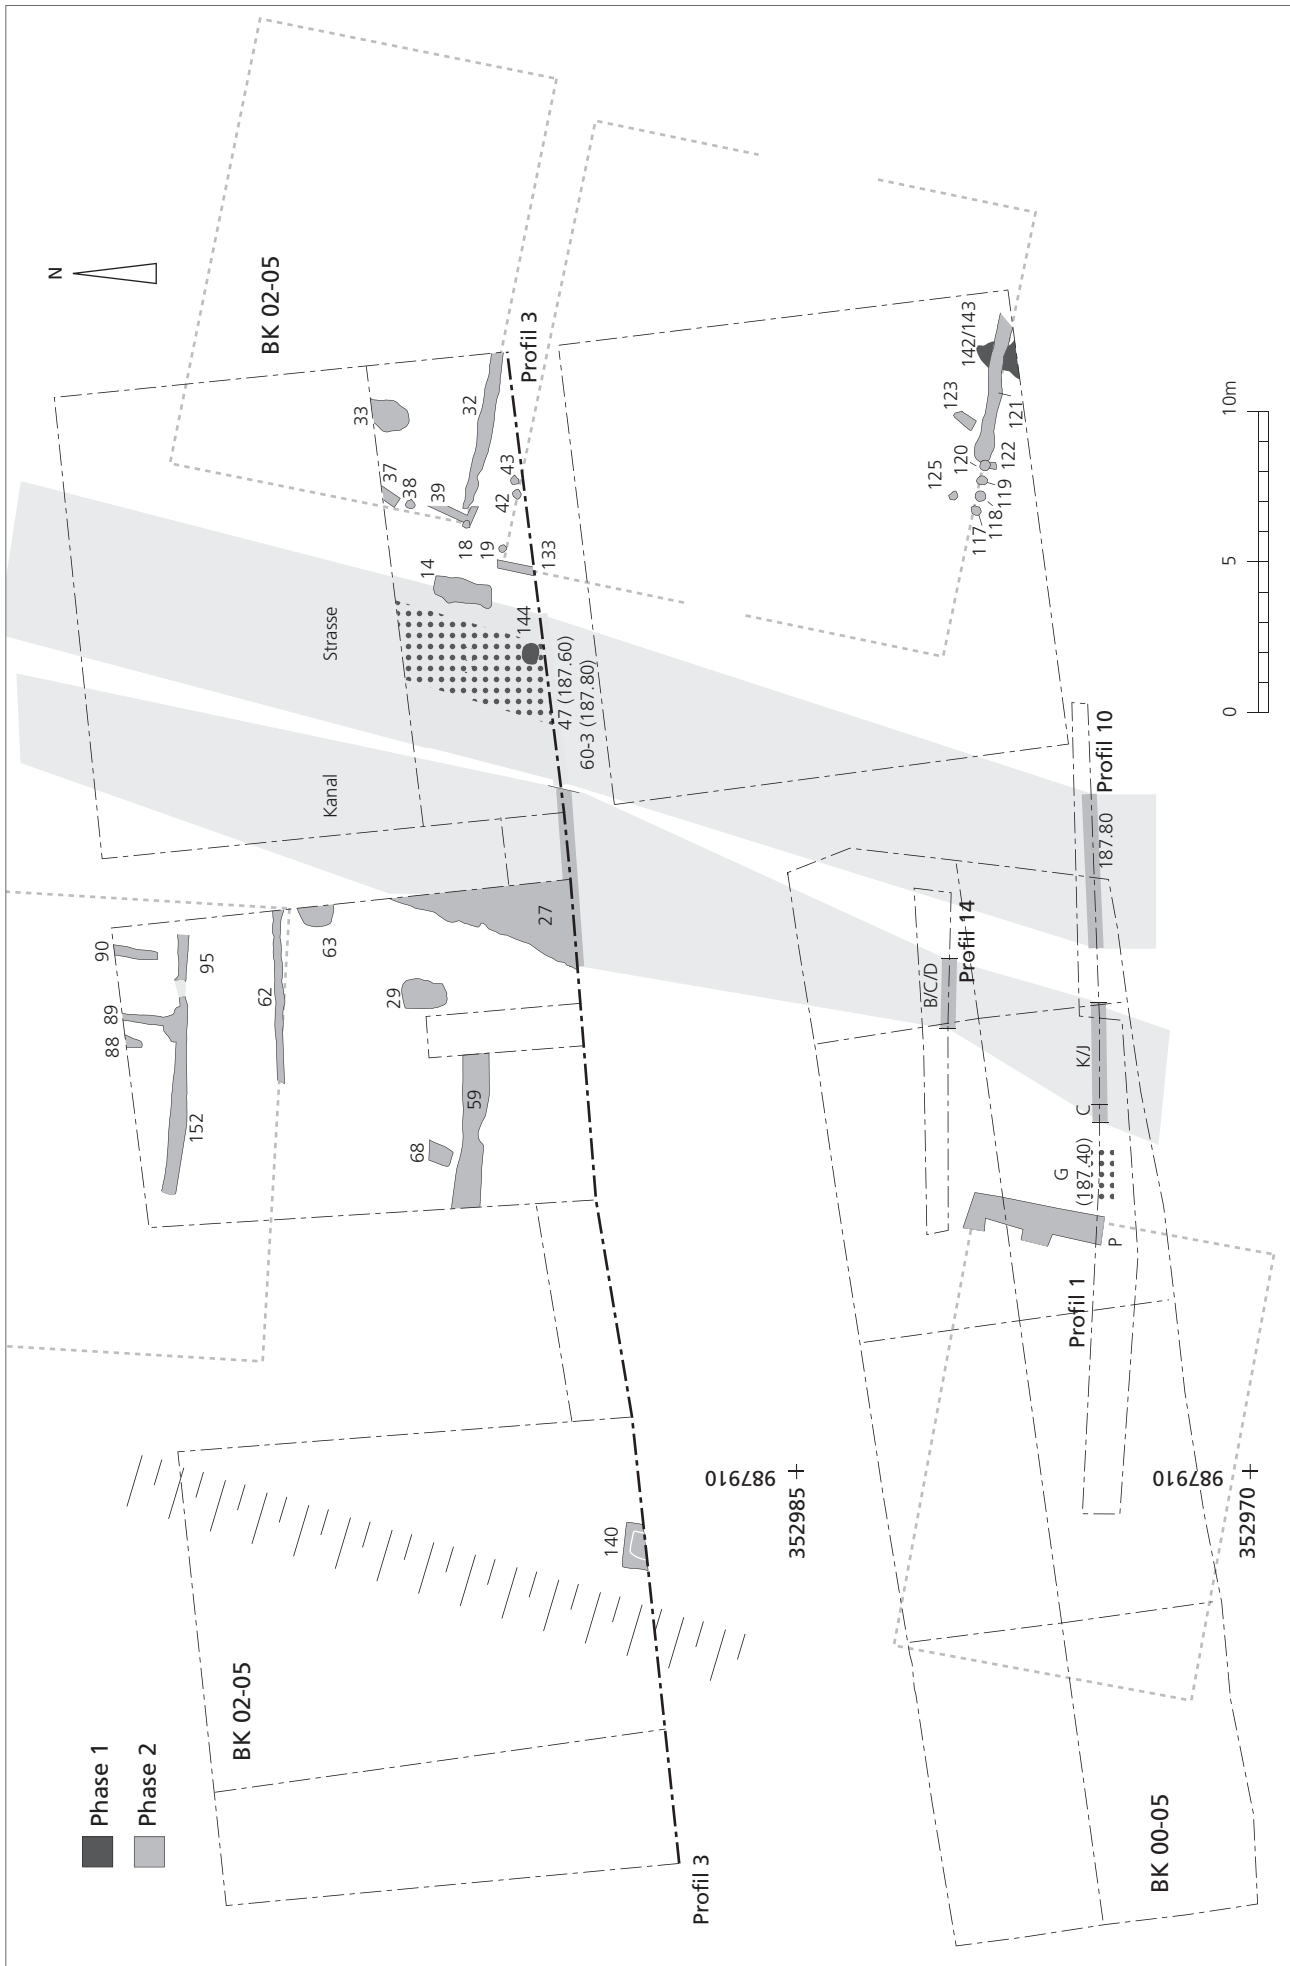 Phase 1
Phase 2
BK 02-05
Profil 3
140
352985
987910
352970
987910
BK 00-05
152
88
89
90
95
62
63
29
68
59
27
Kanal
Strasse
N
BK 02-05
33
37
38
39
32
18
19
14
42
43
133
144
47 (187.60)
60-3 (187.80)
Profil 3
142/143
123
121
120
122
125
119
118
117
Profil 10
187.80
Profil 14
B/C/D
K/J
C
G
(187.40)
P
Profil 1
0
5
10m